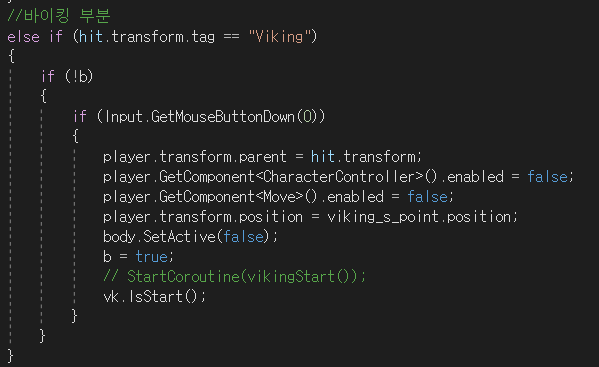 //바이킹 부분
else if (hit.transform.tag == "Viking")
{
if (!b)
{
if (Input.GetMouseButtonDown(0))
{
player.transform.parent = hit.transform;
player.GetComponent<CharacterController>().enabled = false;
player.GetComponent<Move>().enabled = false;
player.transform.position = viking_s_point.position;
body.SetActive(false);
b = true;
// StartCoroutine(vikingStart());
vk.IsStart();
}
}
}